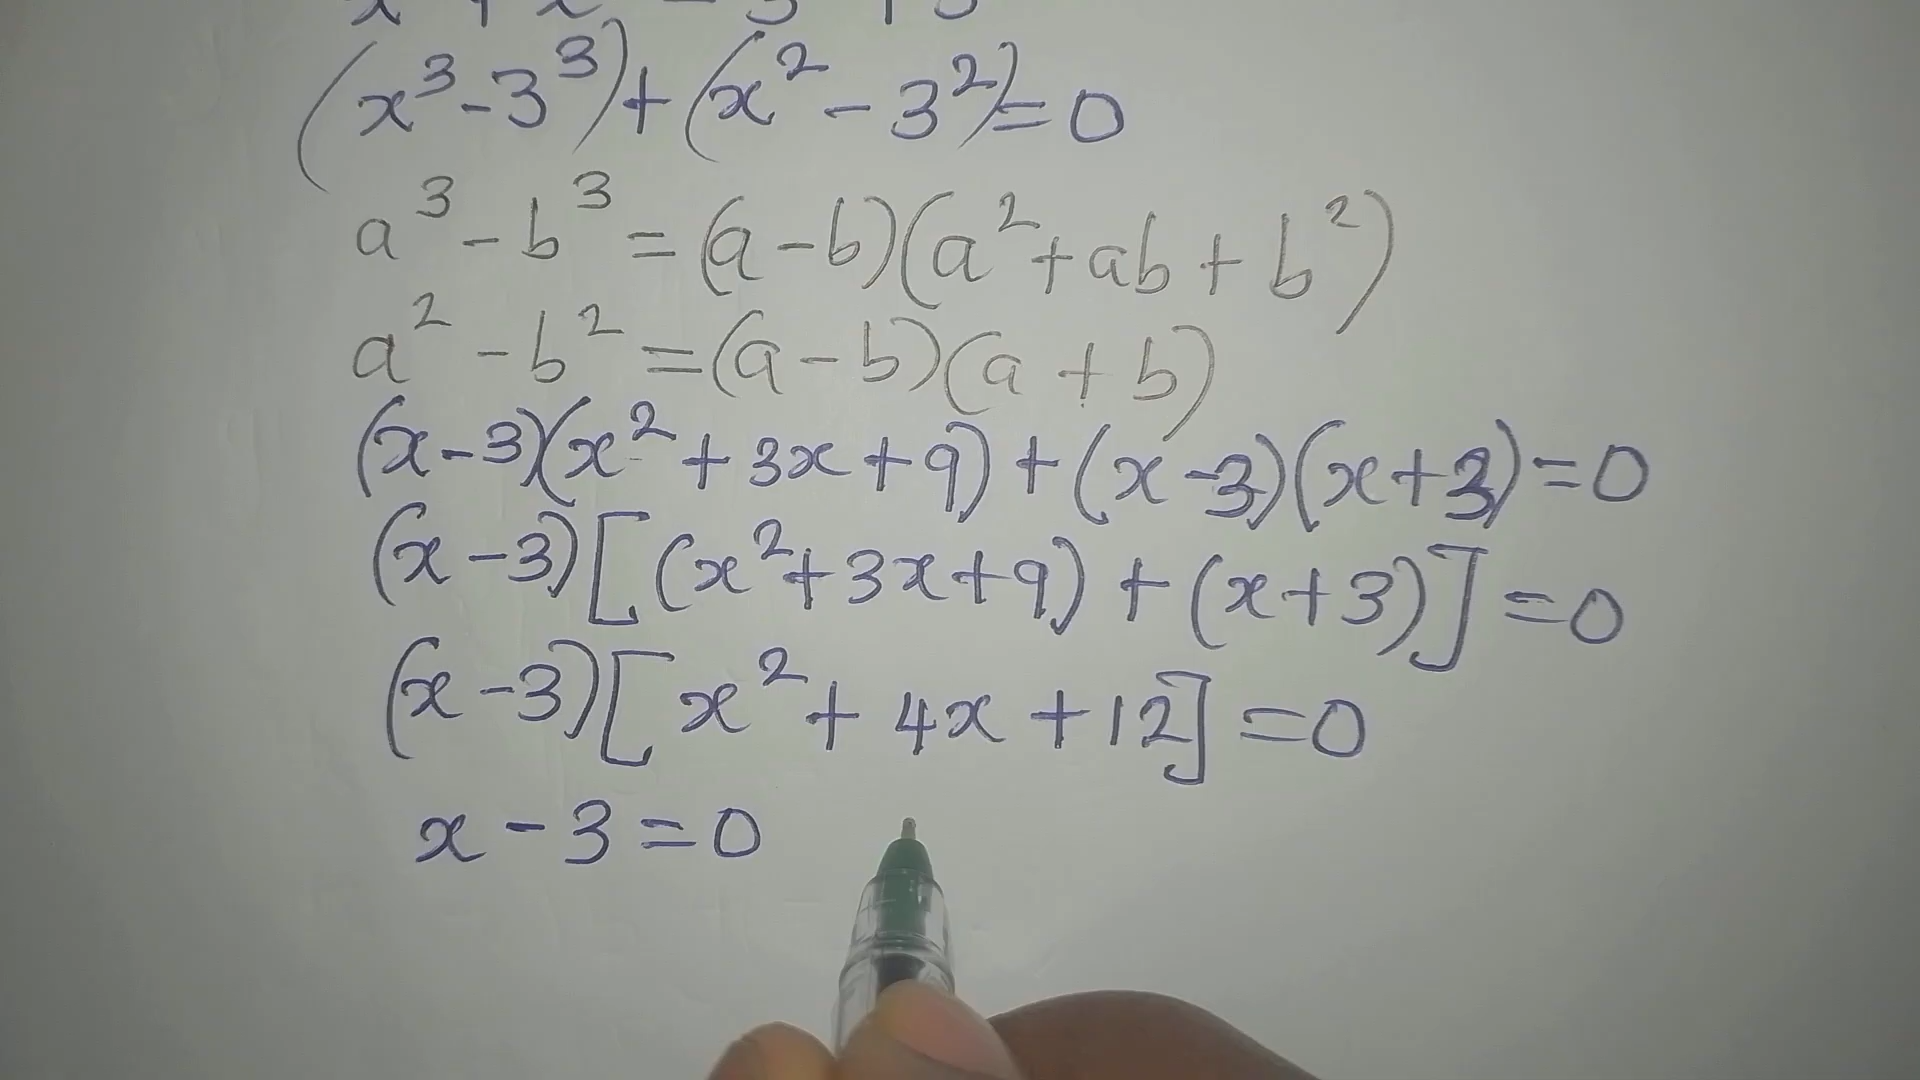 (x³-3³)+(x²-3²)=0
a³-b³=(a-b)(a²+ab+b²)
a²-b²=(a-b)(a+b)
(x-3)(x²+3x+9)+(x-3)(x+3)=0
(x-3)[(x²+3x+9)+(x+3)]=0
(x-3)[x²+4x+12]=0
x-3=0